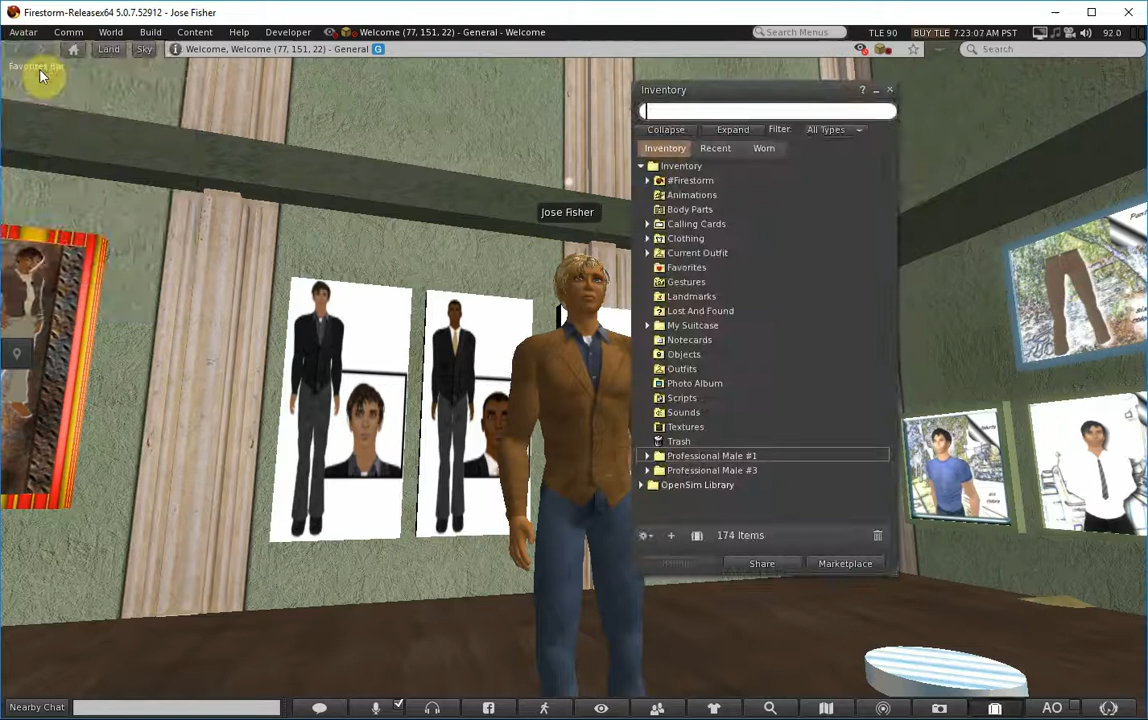 Firestorm-Releasex64 5.0.7.52912 - Jose Fisher
Avatar Comm World Build Content Help Developer Welcome (77, 151, 22) - General - Welcome Search Menus TLE 90 BUY TLE 7:23:07 AM PST 92.0
Land Sky Welcome, Welcome (77, 151, 22) - General G Search
Favorites Bar
Inventory ?
Collapse Expand Filter: All Types
Inventory Recent Worn
Inventory
#Firestorm
Animations
Body Parts
Calling Cards
Clothing
Current Outfit
Favorites
Gestures
Landmarks
Lost And Found
My Suitcase
Notecards
Objects
Outfits
Photo Album
Scripts
Sounds
Textures
Trash
Professional Male #1
Professional Male #3
OpenSim Library
174 Items
Share Marketplace
Jose Fisher
Nearby Chat AO